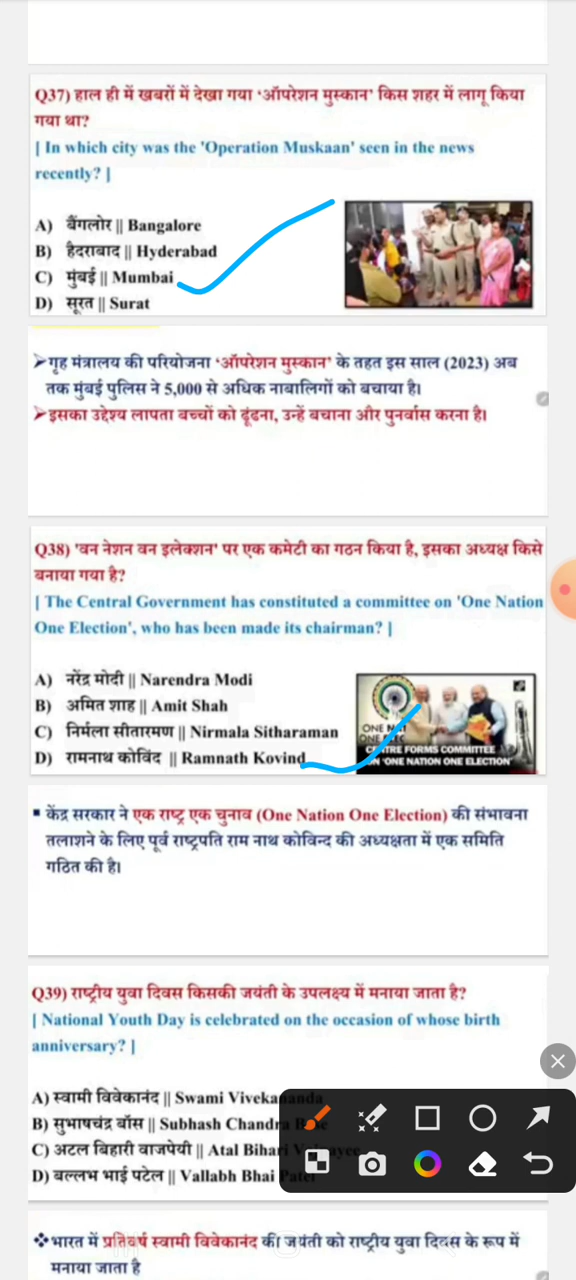 Q37) हाल ही में खबरों में देखा गया ‘ऑपरेशन मुस्कान’ किस शहर में लागू किया
गया था?
| In which city was the 'Operation Muskaan' seen in the news
recently? |
A) बैंगलोर || Bangalore
B) हैदराबाद || Hyderabad
C) मुंबई || Mumbai
D) सूरत || Surat
➢गृह मंत्रालय की परियोजना ‘ऑपरेशन मुस्कान’ के तहत इस साल (2023) अब
तक मुंबई पुलिस ने 5,000 से अधिक नाबालिगों को बचाया है।
➢इसका उद्देश्य लापता बच्चों को ढूंढना, उन्हें बचाना और पुनर्वास करना है।
Q38) 'वन नेशन वन इलेक्शन' पर एक कमेटी का गठन किया है, इसका अध्यक्ष किसे
बनाया गया है?
| The Central Government has constituted a committee on 'One Nation
One Election', who has been made its chairman? |
A) नरेंद्र मोदी || Narendra Modi
B) अमित शाह || Amit Shah
C) निर्मला सीतारमण || Nirmala Sitharaman
D) रामनाथ कोविंद || Ramnath Kovind
CENTRE FORMS COMMITTEE
ON 'ONE NATION ONE ELECTION'
▪ केंद्र सरकार ने एक राष्ट्र एक चुनाव (One Nation One Election) की संभावना
तलाशने के लिए पूर्व राष्ट्रपति राम नाथ कोविन्द की अध्यक्षता में एक समिति
गठित की है।
Q39) राष्ट्रीय युवा दिवस किसकी जयंती के उपलक्ष्य में मनाया जाता है?
| National Youth Day is celebrated on the occasion of whose birth
anniversary? |
A) स्वामी विवेकानंद || Swami Vivekananda
B) सुभाषचंद्र बॉस || Subhash Chandra
C) अटल बिहारी वाजपेयी || Atal Bihari
D) बल्लभ भाई पटेल || Vallabh Bhai Patel
❖भारत में प्रतिवर्ष स्वामी विवेकानंद की जयंती को राष्ट्रीय युवा दिवस के रूप में
मनाया जाता है